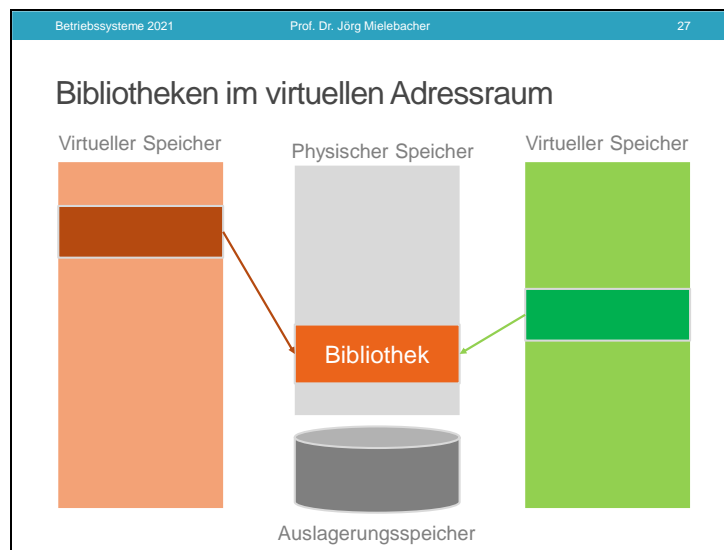 Betriebssysteme 2021 Prof. Dr. Jörg Mielebacher 27
Bibliotheken im virtuellen Adressraum
Virtueller Speicher
Physischer Speicher
Virtueller Speicher
Bibliothek
Auslagerungsspeicher